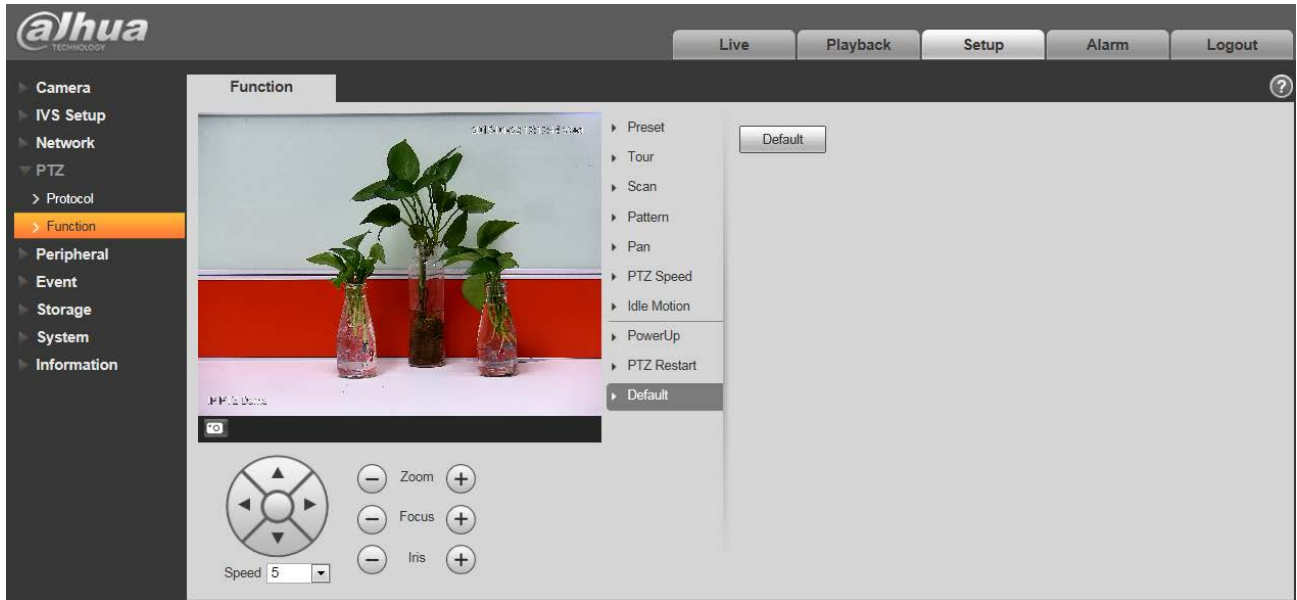 alhua
TECHNOLOGY
Live
Playback
Setup
Alarm
Logout
Camera
IVS Setup
Network
PTZ
Protocol
Function
Peripheral
Event
Storage
System
Information
Function
?
Preset
Tour
Scan
Pattern
Pan
PTZ Speed
Idle Motion
PowerUp
PTZ Restart
Default
Default
Zoom
Focus
Iris
Speed 5